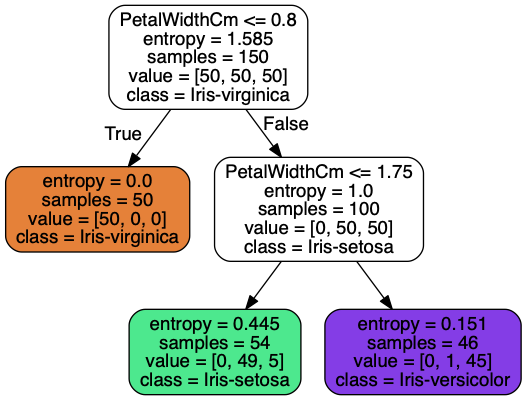 PetalWidthCm <= 0.8
entropy = 1.585
samples = 150
value = [50, 50, 50]
class = Iris-virginica
True
False
entropy = 0.0
samples = 50
value = [50, 0, 0]
class = Iris-virginica
PetalWidthCm <= 1.75
entropy = 1.0
samples = 100
value = [0, 50, 50]
class = Iris-setosa
entropy = 0.445
samples = 54
value = [0, 49, 5]
class = Iris-setosa
entropy = 0.151
samples = 46
value = [0, 1, 45]
class = Iris-versicolor